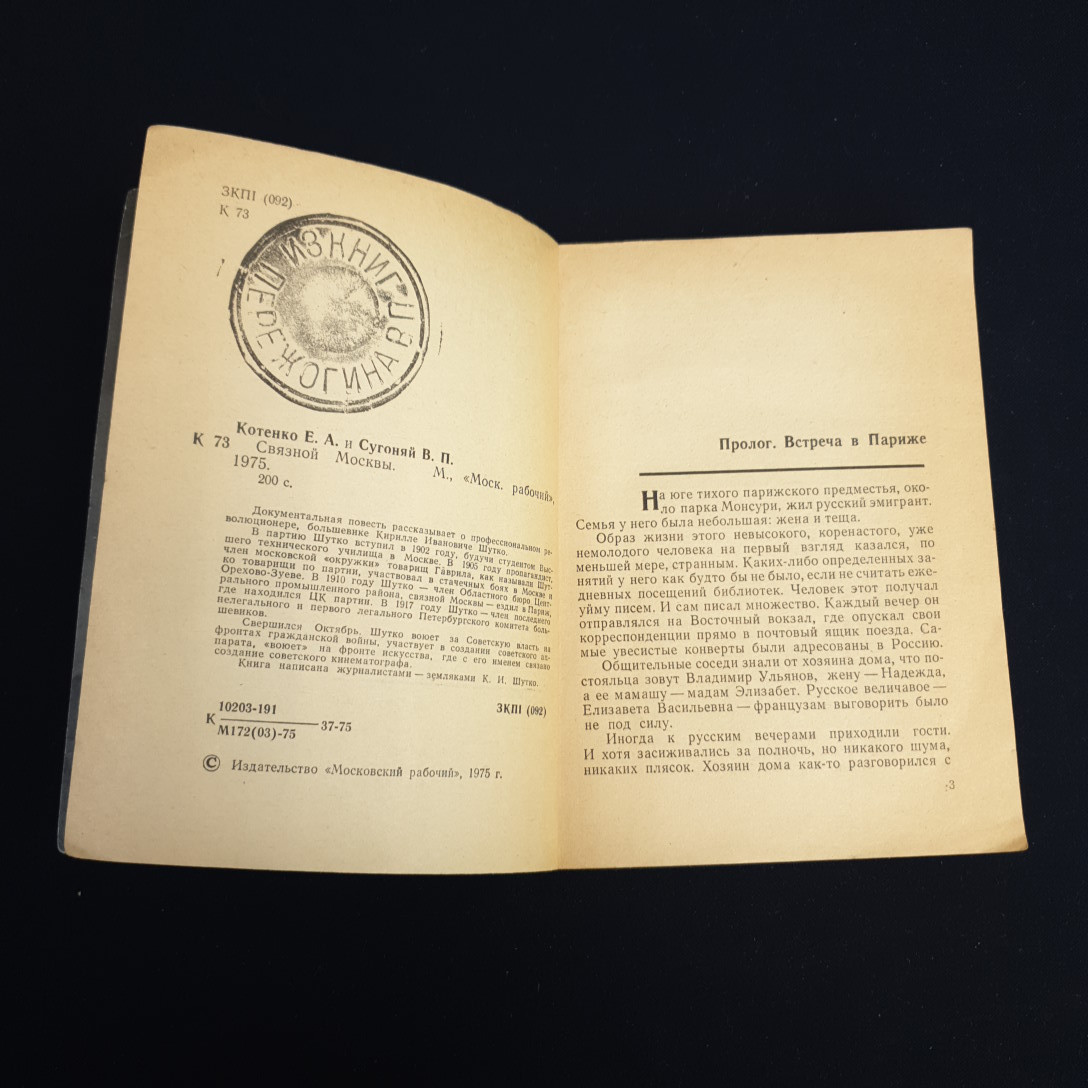 ЗКП1 (092)
К 73
ИЗ КНИГ Л В ПЕРЕЖОГИНА
Котенко Е. А. и Сугоняй В. П.
К 73 Связной Москвы. М., «Моск. рабочий»,
1975.
200 с.
Документальная повесть рассказывает о профессиональном ре-
волюционере, большевике Кирилле Ивановиче Шутко.
В партию Шутко вступил в 1902 году, будучи студентом Выс-
шего технического училища в Москве. В 1905 году пропагандист,
член московской «окружки» товарищ Гаврила, как называли Шут-
ко товарищи по партии, участвовал в стачечных боях в Москве и
Орехово-Зуеве. В 1910 году Шутко — член Областного бюро Цент-
рального промышленного района, связной Москвы — ездил в Париж,
где находился ЦК партии. В 1917 году Шутко — член последнего
нелегального и первого легального Петербургского комитета боль-
шевиков.
Свершился Октябрь. Шутко воюет за Советскую власть на
фронтах гражданской войны, участвует в создании советского ап-
парата, «воюет» на фронте искусства, где с его именем связано
создание советского кинематографа.
Книга написана журналистами — земляками К. И. Шутко.
10203-191
К ———— 37-75
М172(03)-75
ЗКП1 (092)
© Издательство «Московский рабочий», 1975 г.
Пролог. Встреча в Париже
На юге тихого парижского предместья, око-
ло парка Монсури, жил русский эмигрант.
Семья у него была небольшая: жена и теща.
Образ жизни этого невысокого, коренастого, уже
немолодого человека на первый взгляд казался, по
меньшей мере, странным. Каких-либо определенных за-
нятий у него как будто бы не было, если не считать еже-
дневных посещений библиотек. Человек этот получал
уйму писем. И сам писал множество. Каждый вечер он
отправлялся на Восточный вокзал, где опускал свои
корреспонденции прямо в почтовый ящик поезда. Са-
мые увесистые конверты были адресованы в Россию.
Общительные соседи знали от хозяина дома, что по-
стояльца зовут Владимир Ульянов, жену — Надежда,
а ее мамашу — мадам Элизабет. Русское величавое —
Елизавета Васильевна — французам выговорить было
не под силу.
Иногда к русским вечерами приходили гости.
И хотя засиживались за полночь, но никакого шума,
никаких плясок. Хозяин дома как-то разговорился с
3